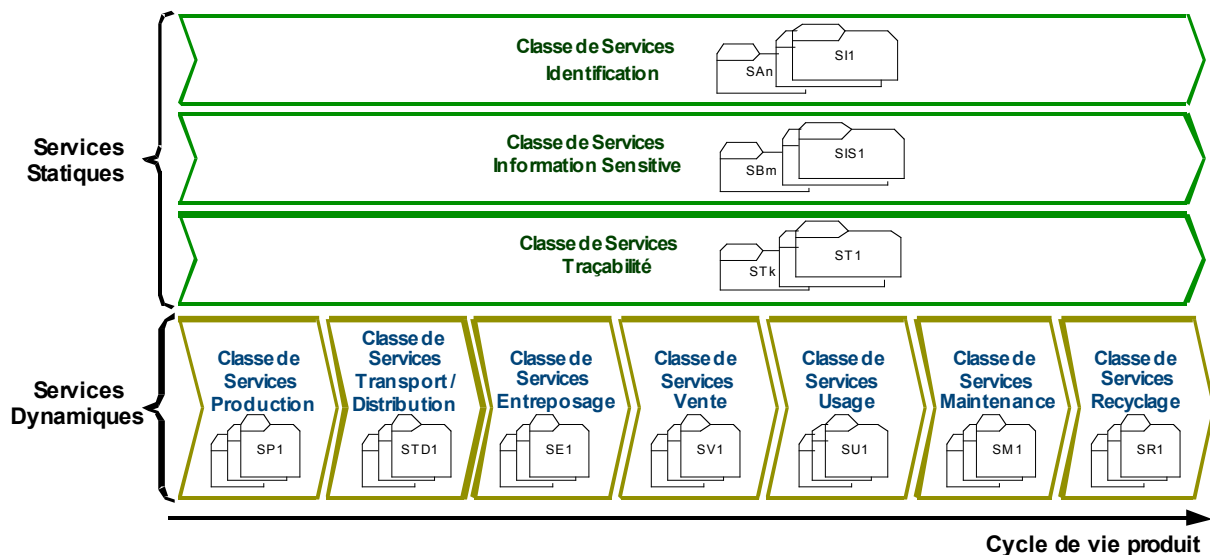 Classe de Services
Identification
SAn
SI1
Services
Statiques
Classe de Services
Information Sensitive
SBm
SIS1
Classe de Services
Traçabilité
STk
ST1
Services
Dynamiques
Classe de
Services
Production
SP1
Classe de
Services
Transport /
Distribution
STD1
Classe de
Services
Entreposage
SE1
Classe de
Services
Vente
SV1
Classe de
Services
Usage
SU1
Classe de
Services
Maintenance
SM1
Classe de
Services
Recyclage
SR1
Cycle de vie produit